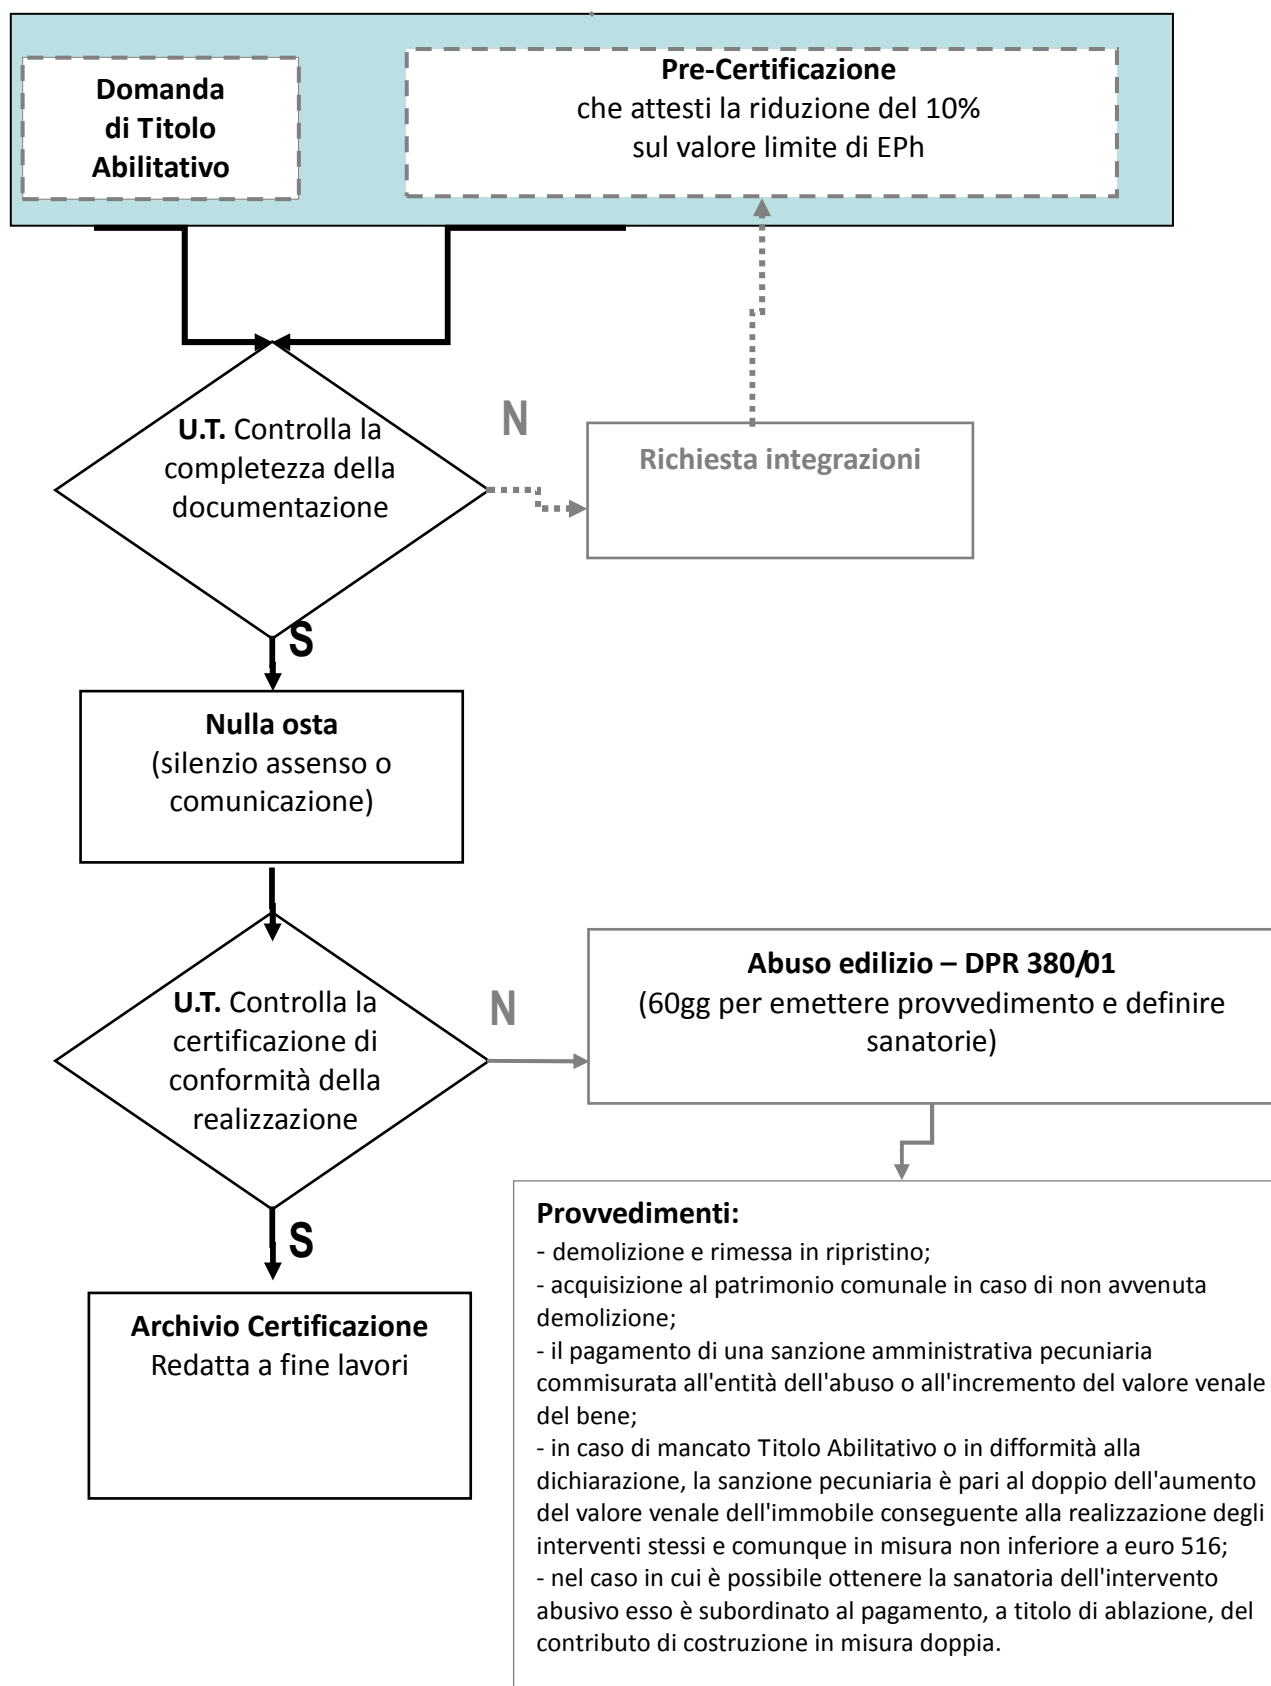 Domanda
di Titolo
Abilitativo
Pre-Certificazione
che attesti la riduzione del 10%
sul valore limite di EPh
U.T. Controlla la
completezza della
documentazione
N
Richiesta integrazioni
S
Nulla osta
(silenzio assenso o
comunicazione)
U.T. Controlla la
certificazione di
conformità della
realizzazione
N
Abuso edilizio – DPR 380/01
(60gg per emettere provvedimento e definire
sanatorie)
S
Archivio Certificazione
Redatta a fine lavori
Provvedimenti:
- demolizione e rimessa in ripristino;
- acquisizione al patrimonio comunale in caso di non avvenuta
demolizione;
- il pagamento di una sanzione amministrativa pecuniaria
commisurata all'entità dell'abuso o all'incremento del valore venale
del bene;
- in caso di mancato Titolo Abilitativo o in difformità alla
dichiarazione, la sanzione pecuniaria è pari al doppio dell'aumento
del valore venale dell'immobile conseguente alla realizzazione degli
interventi stessi e comunque in misura non inferiore a euro 516;
- nel caso in cui è possibile ottenere la sanatoria dell'intervento
abusivo esso è subordinato al pagamento, a titolo di ablazione, del
contributo di costruzione in misura doppia.